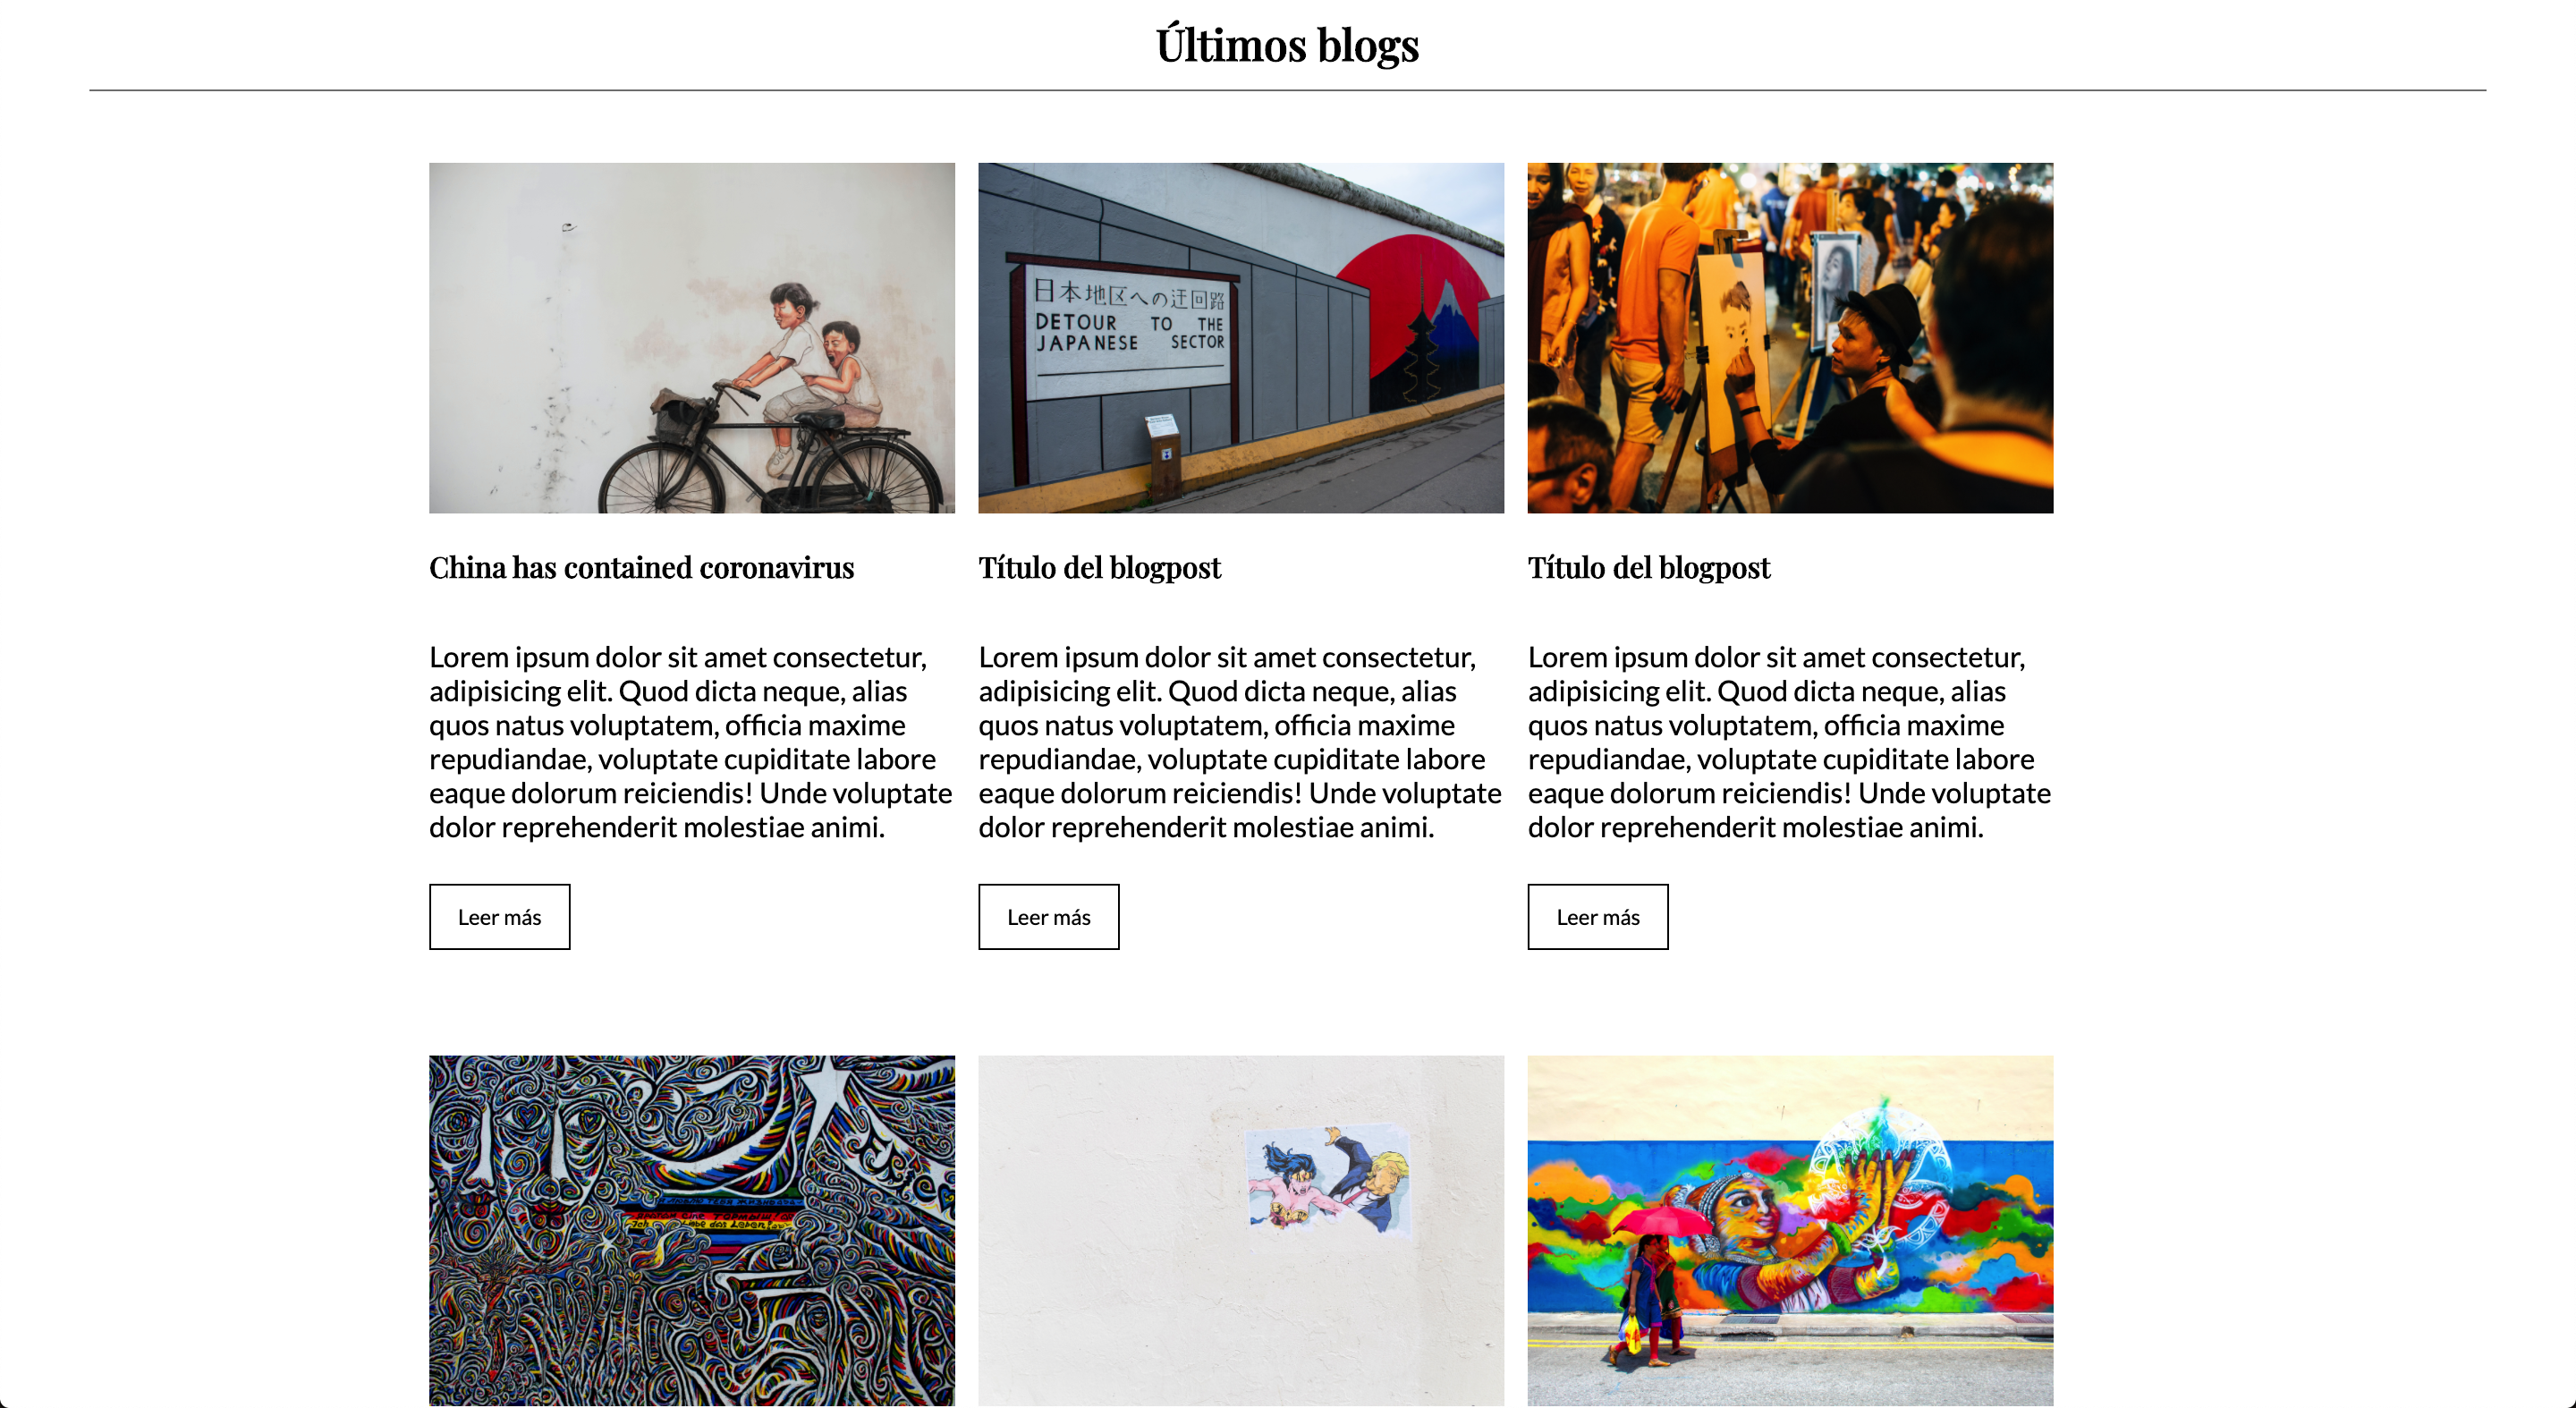 Últimos blogs
日本地区への迂回路
DETOUR TO THE
JAPANESE SECTOR
China has contained coronavirus
Título del blogpost
Título del blogpost
Lorem ipsum dolor sit amet consectetur,
adipisicing elit. Quod dicta neque, alias
quos natus voluptatem, officia maxime
repudiandae, voluptate cupiditate labore
eaque dolorum reiciendis! Unde voluptate
dolor reprehenderit molestiae animi.
Lorem ipsum dolor sit amet consectetur,
adipisicing elit. Quod dicta neque, alias
quos natus voluptatem, officia maxime
repudiandae, voluptate cupiditate labore
eaque dolorum reiciendis! Unde voluptate
dolor reprehenderit molestiae animi.
Lorem ipsum dolor sit amet consectetur,
adipisicing elit. Quod dicta neque, alias
quos natus voluptatem, officia maxime
repudiandae, voluptate cupiditate labore
eaque dolorum reiciendis! Unde voluptate
dolor reprehenderit molestiae animi.
Leer más
Leer más
Leer más